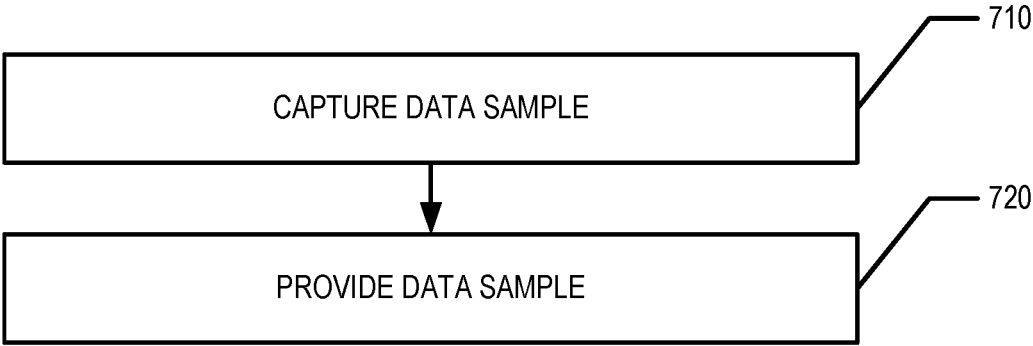 710
CAPTURE DATA SAMPLE
720
PROVIDE DATA SAMPLE